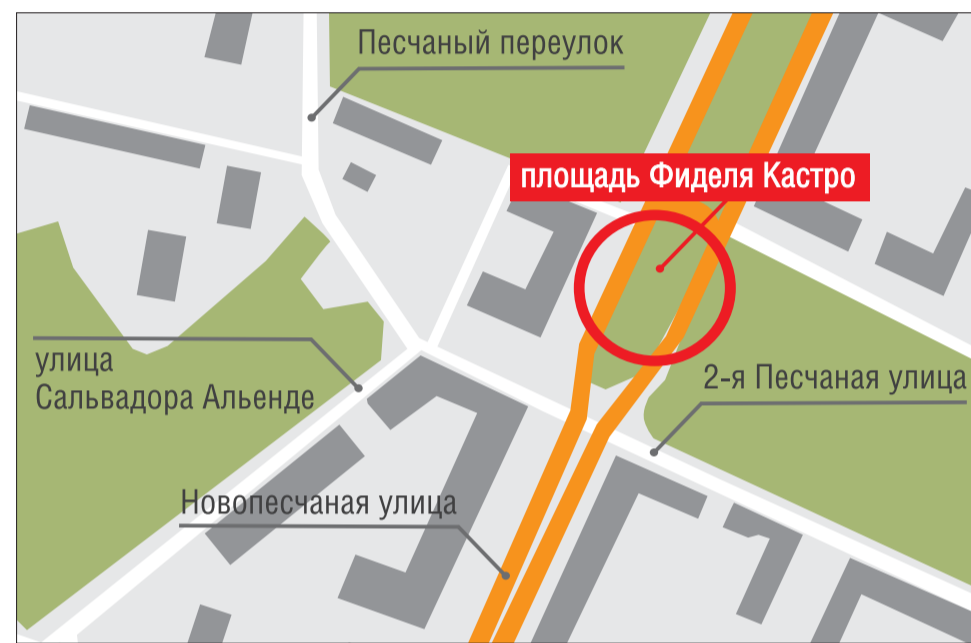 Песчаный переулок
площадь Фиделя Кастро
улица
Сальвадора Альенде
2-я Песчаная улица
Новопесчаная улица